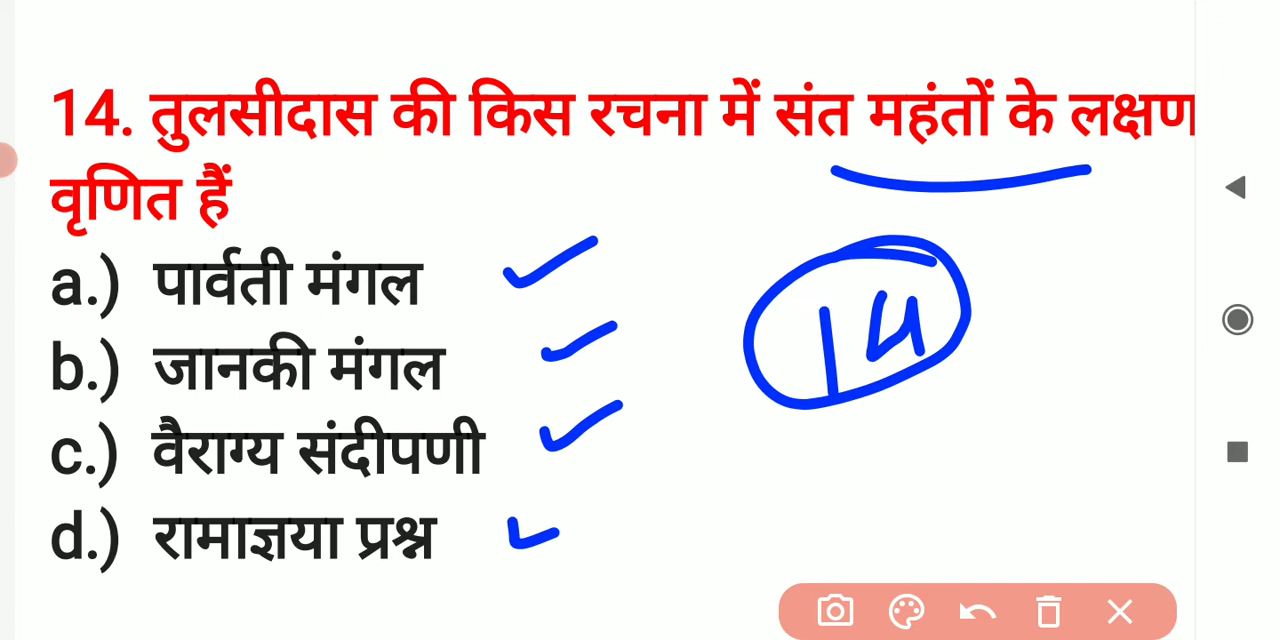 14. तुलसीदास की किस रचना में संत महंतों के लक्षण
वृणित हैं
a.) पार्वती मंगल
b.) जानकी मंगल
c.) वैराग्य संदीपणी
d.) रामाज्ञया प्रश्न
14